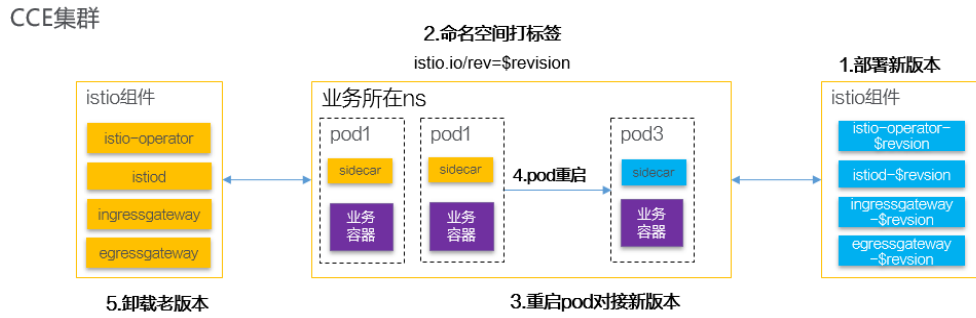 CCE集群
2.命名空间打标签
istio.io/rev=$revision
1.部署新版本
istio组件
istio-operator
istiod
ingressgateway
egressgateway
5.卸载老版本
业务所在ns
pod1
sidecar
业务
容器
pod1
sidecar
业务
容器
4.pod重启
pod3
sidecar
业务
容器
3.重启pod对接新版本
istio组件
istio-operator-
$revsion
istiod-$revsion
ingressgateway
-$revsion
egressgateway
-$revsion